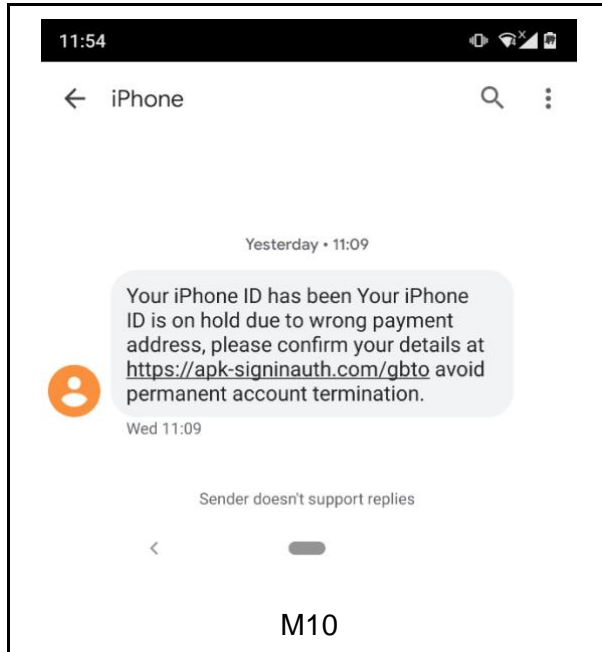 11:54
iPhone
Yesterday • 11:09
Your iPhone ID has been Your iPhone
ID is on hold due to wrong payment
address, please confirm your details at
https://apk-signinauth.com/gbto avoid
permanent account termination.
Wed 11:09
Sender doesn't support replies
M10